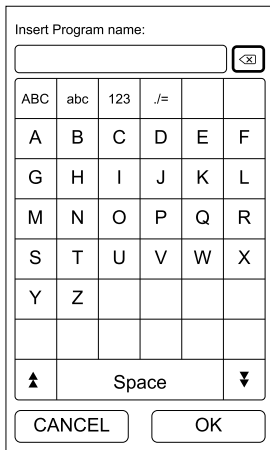 Insert Program name:
ABC abc 123 ./=
A B C D E F
G H I J K L
M N O P Q R
S T U V W X
Y Z
Space
CANCEL OK